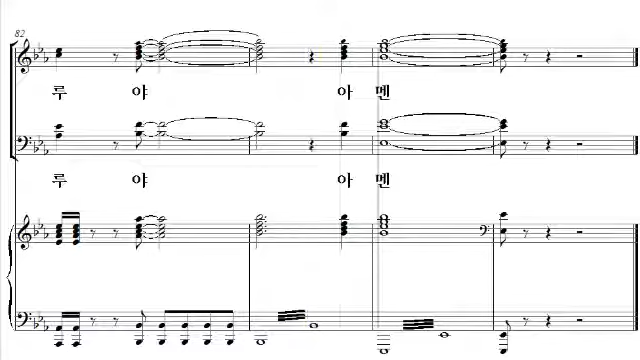 82
루 야 아 멘
루 야 아 멘